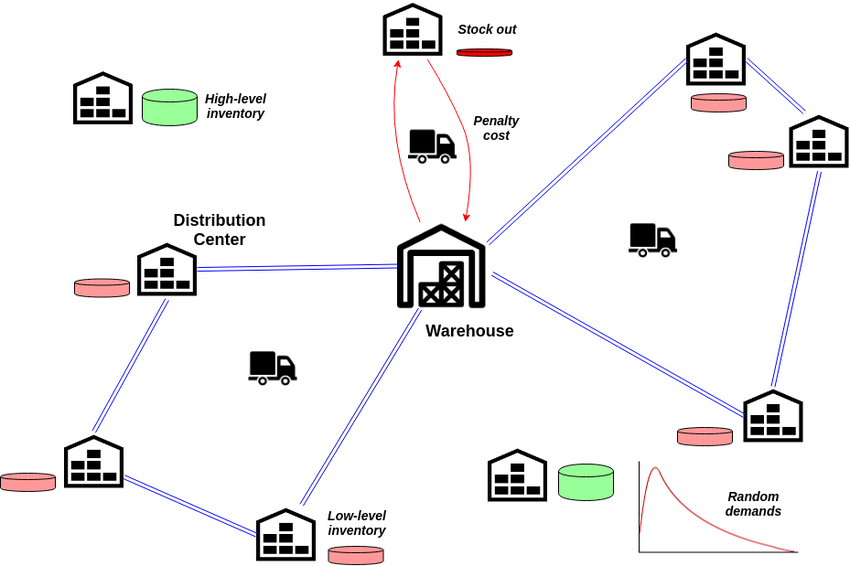 Stock out
High-level
inventory
Penalty
cost
Distribution
Center
Warehouse
Low-level
inventory
Random
demands